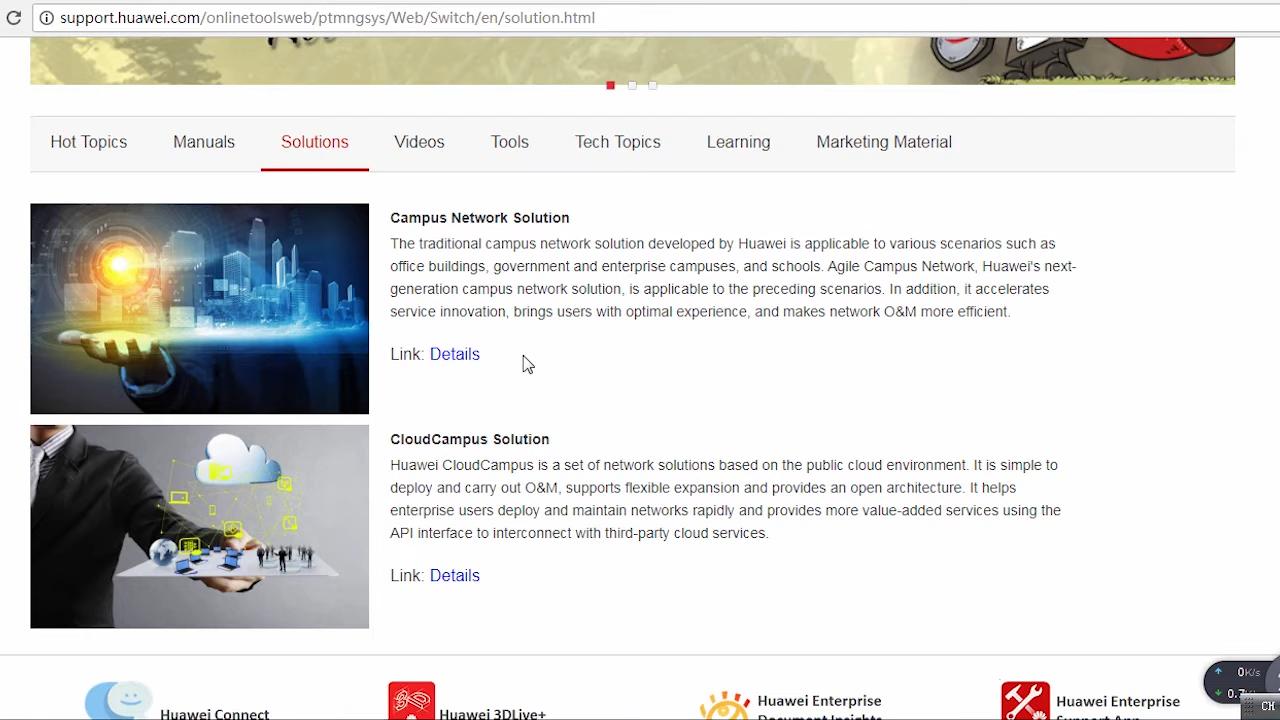 support.huawei.com/onlinetoolsweb/ptmngsys/Web/Switch/en/solution.html
Hot Topics Manuals Solutions Videos Tools Tech Topics Learning Marketing Material
Campus Network Solution
The traditional campus network solution developed by Huawei is applicable to various scenarios such as
office buildings, government and enterprise campuses, and schools. Agile Campus Network, Huawei's next-
generation campus network solution, is applicable to the preceding scenarios. In addition, it accelerates
service innovation, brings users with optimal experience, and makes network O&M more efficient.
Link: Details
CloudCampus Solution
Huawei CloudCampus is a set of network solutions based on the public cloud environment. It is simple to
deploy and carry out O&M, supports flexible expansion and provides an open architecture. It helps
enterprise users deploy and maintain networks rapidly and provides more value-added services using the
API interface to interconnect with third-party cloud services.
Link: Details
0K/s
CH
Huawei Connect
Huawei 3DLive+
Huawei Enterprise
Document Insights
Huawei Enterprise
Support App